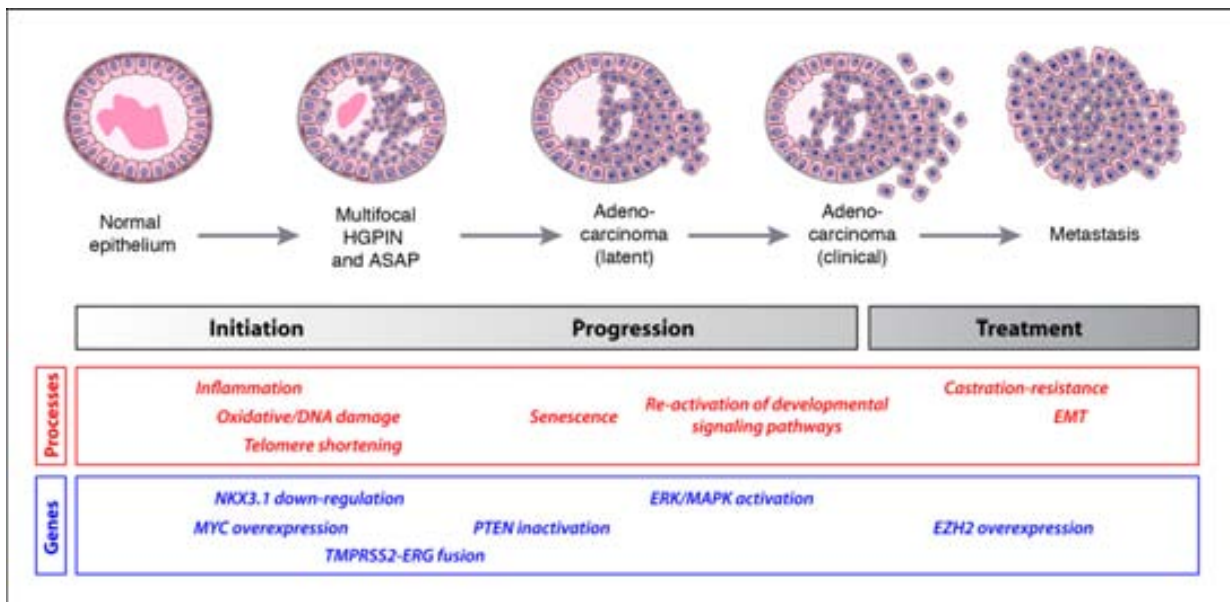 Normal
epithelium
Multifocal
HGPIN
and ASAP
Adeno-
carcinoma
(latent)
Adeno-
carcinoma
(clinical)
Metastasis
Initiation
Progression
Treatment
Processes
Inflammation
Oxidative/DNA damage
Telomere shortening
Senescence
Re-activation of developmental
signaling pathways
Castration-resistance
EMT
Genes
NKX3.1 down-regulation
MYC overexpression
TMPRSS2-ERG fusion
PTEN inactivation
ERK/MAPK activation
EZH2 overexpression